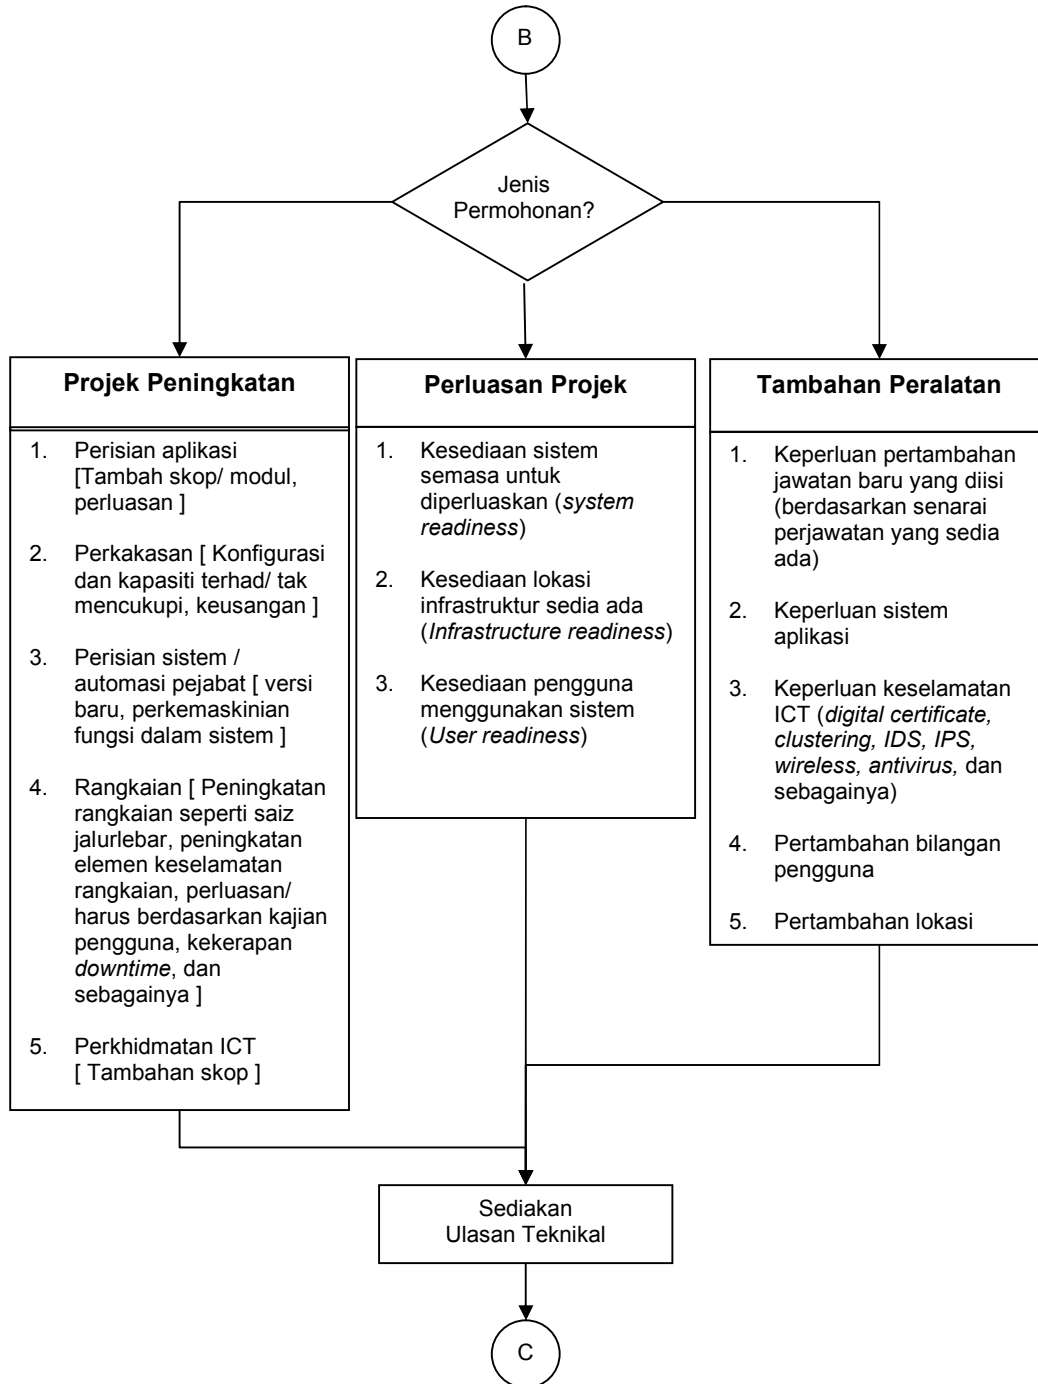 B
Jenis
Permohonan?
Projek Peningkatan
1. Perisian aplikasi
[Tambah skop/ modul,
perluasan ]
2. Perkakasan [ Konfigurasi
dan kapasiti terhad/ tak
mencukupi, keusangan ]
3. Perisian sistem /
automasi pejabat [ versi
baru, perkemaskinian
fungsi dalam sistem ]
4. Rangkaian [ Peningkatan
rangkaian seperti saiz
jalurlebar, peningkatan
elemen keselamatan
rangkaian, perluasan/
harus berdasarkan kajian
pengguna, kekerapan
downtime, dan
sebagainya ]
5. Perkhidmatan ICT
[ Tambahan skop ]
Perluasan Projek
1. Kesediaan sistem
semasa untuk
diperluaskan (system
readiness)
2. Kesediaan lokasi
infrastruktur sedia ada
(Infrastructure readiness)
3. Kesediaan pengguna
menggunakan sistem
(User readiness)
Tambahan Peralatan
1. Keperluan pertambahan
jawatan baru yang diisi
(berdasarkan senarai
perjawatan yang sedia
ada)
2. Keperluan sistem
aplikasi
3. Keperluan keselamatan
ICT (digital certificate,
clustering, IDS, IPS,
wireless, antivirus, dan
sebagainya)
4. Pertambahan bilangan
pengguna
5. Pertambahan lokasi
Sediakan
Ulasan Teknikal
C